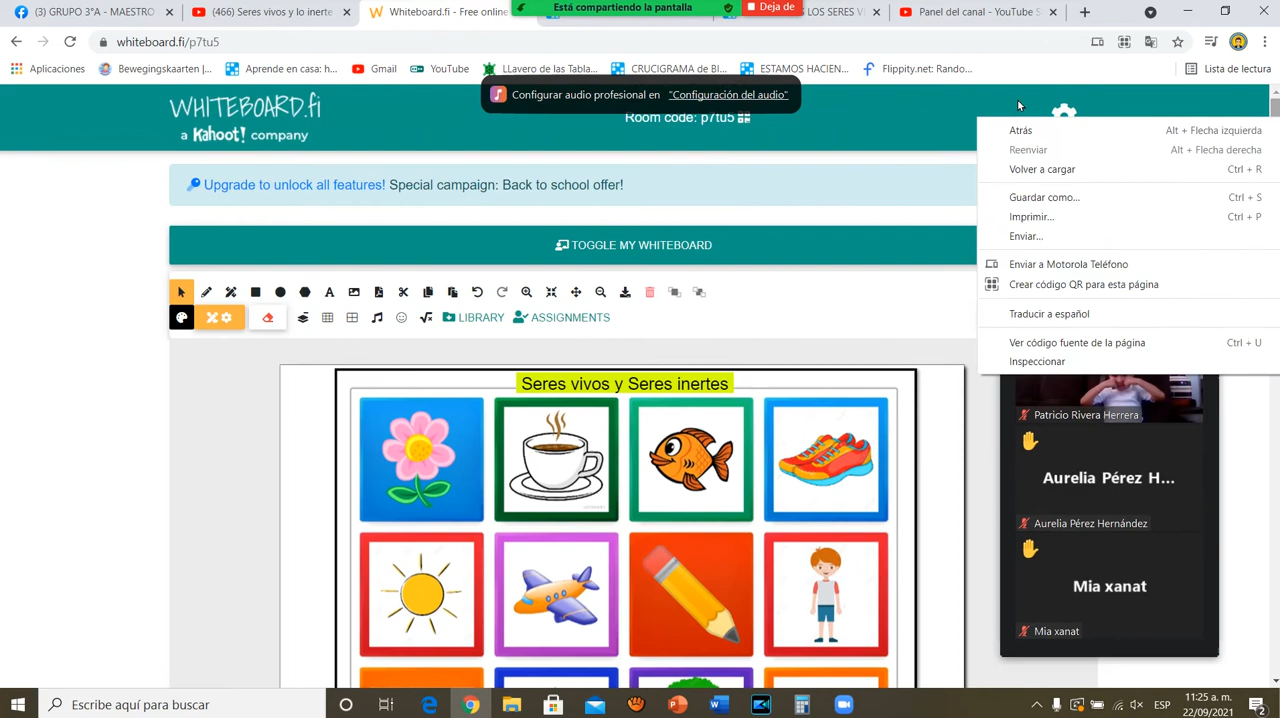 (3) GRUPO 3°A - MAESTRO
(466) Seres vivos y lo inerte
Whiteboard.fi - Free online
Está compartiendo la pantalla
Deja de
LOS SERES V
Panel del canal - YouTube S
whiteboard.fi/p7tu5
Aplicaciones
Bewegingskaarten |...
Aprende en casa: h...
Gmail
YouTube
LLavero de las Tabla...
CRUCIGRAMA DE BI...
ESTAMOS HACIEN...
Flippity.net: Rando...
Lista de lectura
Configurar audio profesional en "Configuración del audio"
WHITEBOARD.fi
a Kahoot! company
Room code: p7tu5
Upgrade to unlock all features! Special campaign: Back to school offer!
TOGGLE MY WHITEBOARD
LIBRARY
ASSIGNMENTS
Atrás Alt + Flecha izquierda
Reenviar Alt + Flecha derecha
Volver a cargar Ctrl + R
Guardar como... Ctrl + S
Imprimir... Ctrl + P
Enviar...
Enviar a Motorola Teléfono
Crear código QR para esta página
Traducir a español
Ver código fuente de la página Ctrl + U
Inspeccionar
Seres vivos y Seres inertes
Patricio Rivera Herrera
Aurelia Pérez H...
Aurelia Pérez Hernández
Mia xanat
Mia xanat
Escribe aquí para buscar
ESP
11:25 a. m.
22/09/2021
2